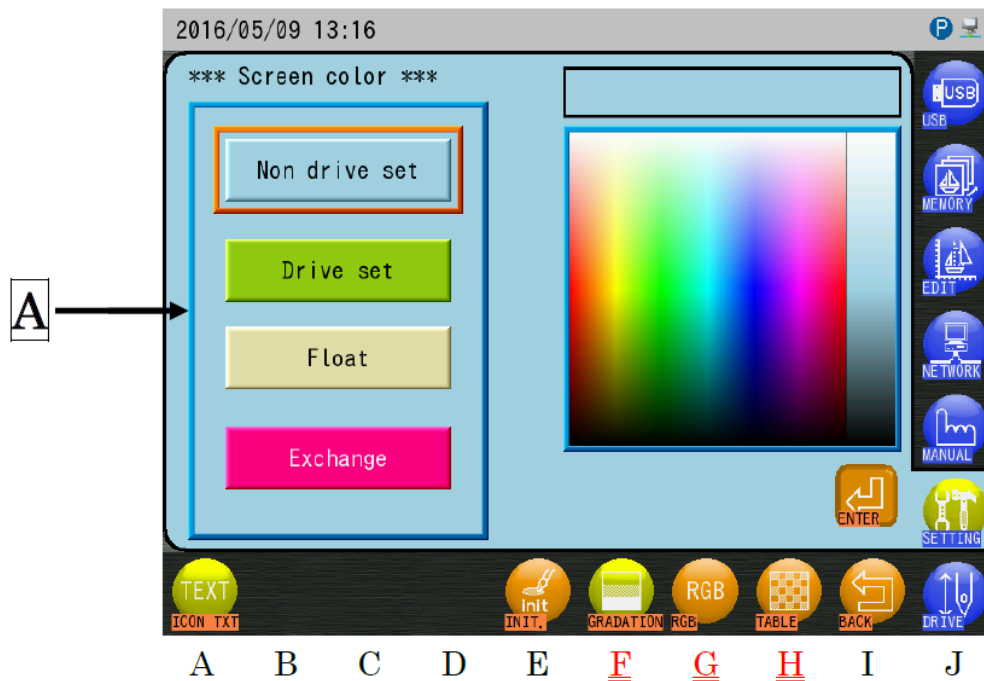 2016/05/09 13:16
P
*** Screen color ***
USB
USB
Non drive set
MEMORY
Drive set
EDIT
A
Float
NETWORK
Exchange
MANUAL
ENTER
SETTING
TEXT
init
RGB
ICON TXT
INIT.
GRADATION
RGB
TABLE
BACK
DRIVE
A B C D E F G H I J